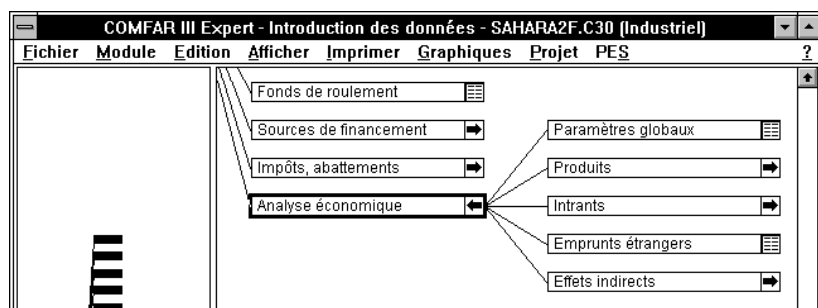 COMFAR III Expert - Introduction des données - SAHARA2F.C30 (Industriel)
Fichier Module Edition Afficher Imprimer Graphiques Projet PES ?
Fonds de roulement
Sources de financement
Impôts, abattements
Analyse économique
Paramètres globaux
Produits
Intrants
Emprunts étrangers
Effets indirects